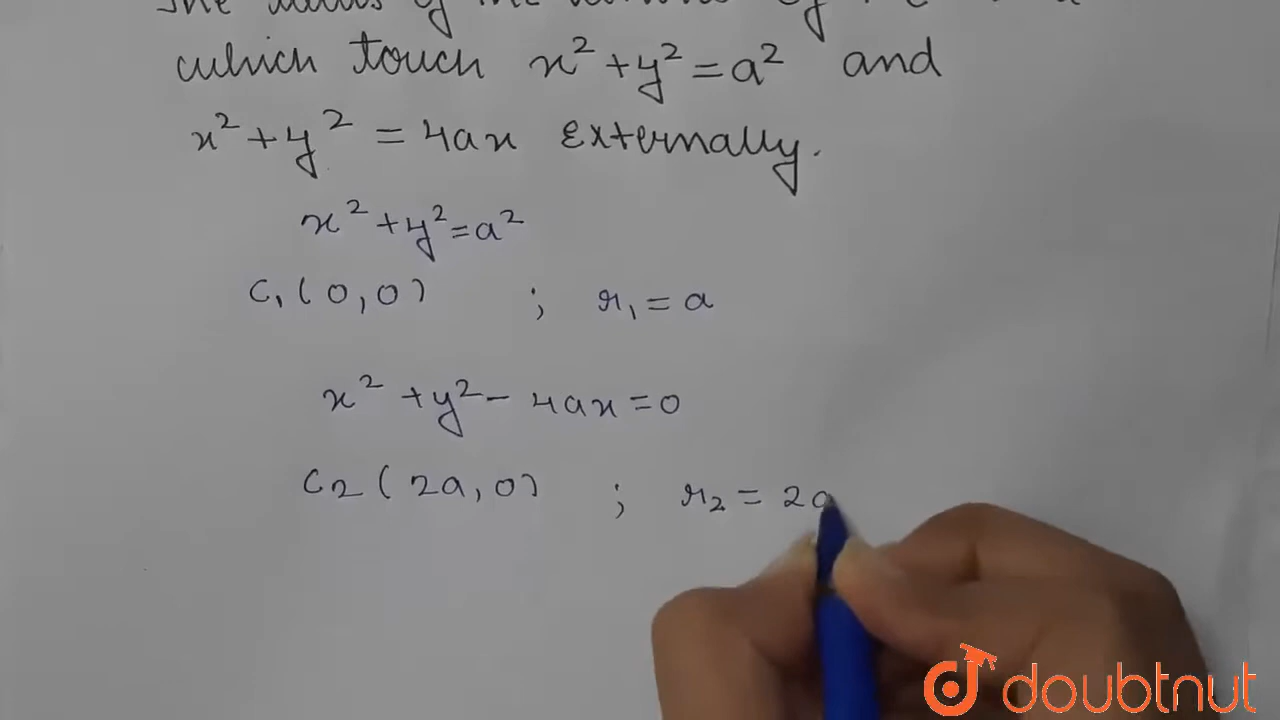 which touch x² + y² = a² and
x² + y² = 4ax externally.
x² + y² = a²
C₁ (0, 0) ; r₁ = a
x² + y² - 4ax = 0
C₂ (2a, 0) ; r₂ = 2a
doubtnut